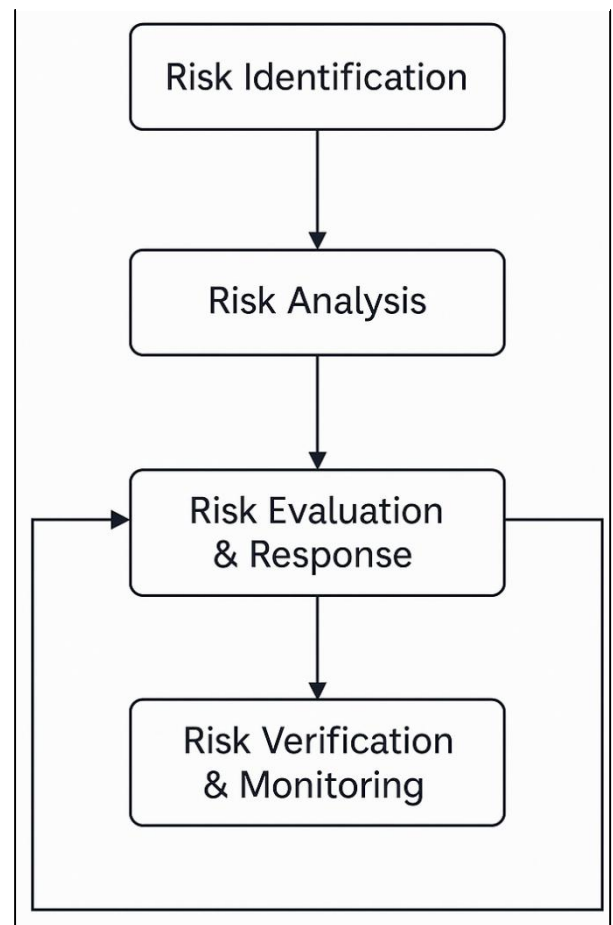 Risk Identification
Risk Analysis
Risk Evaluation
& Response
Risk Verification
& Monitoring